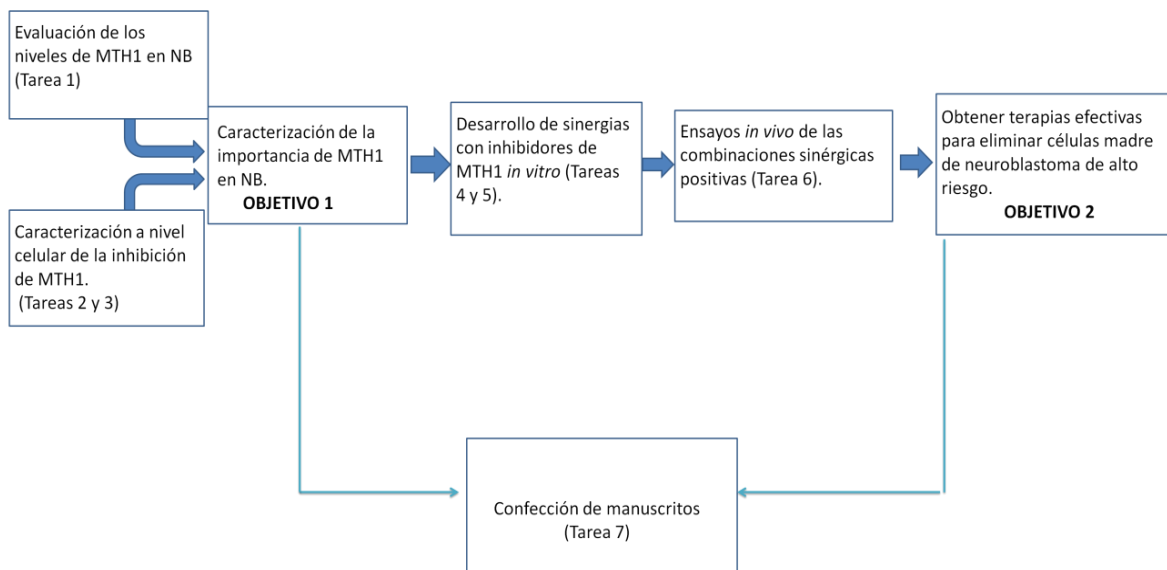 Evaluación de los
niveles de MTH1 en NB
(Tarea 1)
Caracterización a nivel
celular de la inhibición
de MTH1.
(Tareas 2 y 3)
Caracterización de la
importancia de MTH1
en NB.
OBJETIVO 1
Desarrollo de sinergias
con inhibidores de
MTH1 in vitro (Tareas
4 y 5).
Ensayos in vivo de las
combinaciones sinérgicas
positivas (Tarea 6).
Obtener terapias efectivas
para eliminar células madre
de neuroblastoma de alto
riesgo.
OBJETIVO 2
Confección de manuscritos
(Tarea 7)